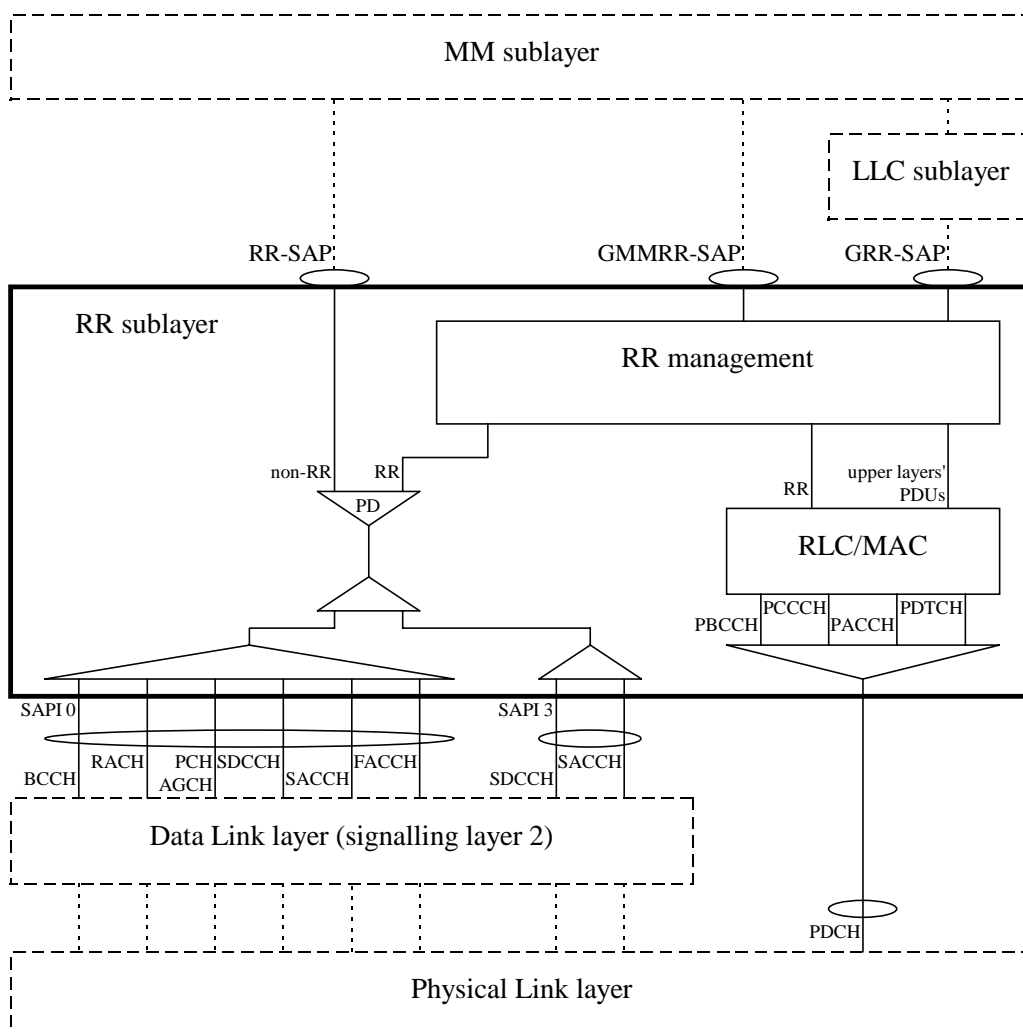 MM sublayer
LLC sublayer
RR-SAP
GMMRR-SAP
GRR-SAP
RR sublayer
RR management
non-RR
RR
upper layers'
PDUs
RR
PD
RLC/MAC
PCCCH
PDTCH
PBCCH
PACCH
SAPI 0
SAPI 3
RACH
PCH
SDCCH
FACCH
SACCH
BCCH
AGCH
SACCH
SDCCH
Data Link layer (signalling layer 2)
PDCH
Physical Link layer